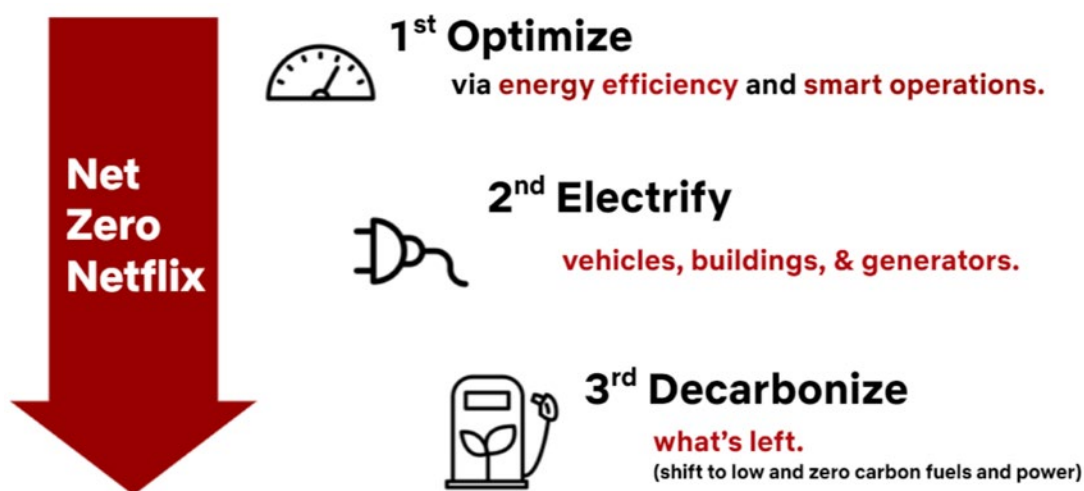 Net
Zero
Netflix
1st Optimize
via energy efficiency and smart operations.
2nd Electrify
vehicles, buildings, & generators.
3rd Decarbonize
what’s left.
(shift to low and zero carbon fuels and power)